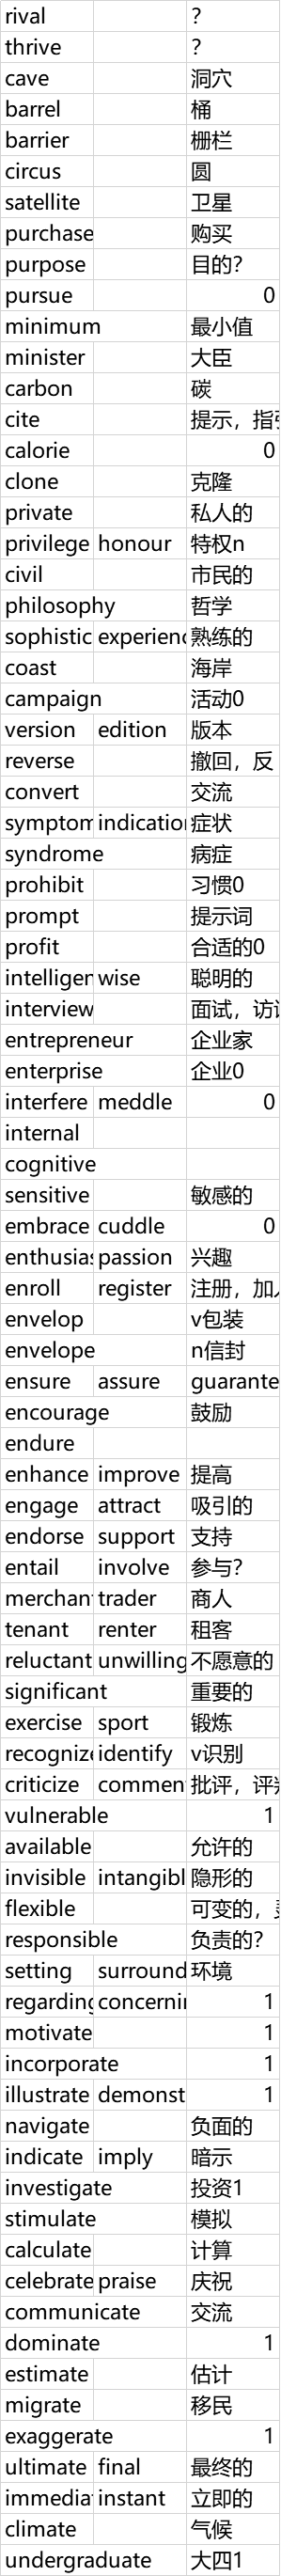 rival ?
thrive ?
cave 洞穴
barrel 桶
barrier 栅栏
circus 圆
satellite 卫星
purchase 购买
purpose 目的?
pursue 0
minimum 最小值
minister 大臣
carbon 碳
cite 提示，指引
calorie 0
clone 克隆
private 私人的
privilege honour 特权n
civil 市民的
philosophy 哲学
sophistic experienc 熟练的
coast 海岸
campaign 活动0
version edition 版本
reverse 撤回，反
convert 交流
symptom indication 症状
syndrome 病症
prohibit 习惯0
prompt 提示词
profit 合适的0
intelligen wise 聪明的
interview 面试，访
entrepreneur 企业家
enterprise 企业0
interfere meddle 0
internal
cognitive
sensitive 敏感的
embrace cuddle 0
enthusias passion 兴趣
enroll register 注册，加入
envelop v包装
envelope n信封
ensure assure guarante
encourage 鼓励
endure
enhance improve 提高
engage attract 吸引的
endorse support 支持
entail involve 参与?
merchant trader 商人
tenant renter 租客
reluctant unwilling 不愿意的
significant 重要的
exercise sport 锻炼
recognize identify v识别
criticize commen 批评，评判
vulnerable 1
available 允许的
invisible intangibl 隐形的
flexible 可变的，
responsible 负责的?
setting surround 环境
regarding concerni 1
motivate 1
incorporate 1
illustrate demonst 1
navigate 负面的
indicate imply 暗示
investigate 投资1
stimulate 模拟
calculate 计算
celebrate praise 庆祝
communicate 交流
dominate 1
estimate 估计
migrate 移民
exaggerate 1
ultimate final 最终的
immediat instant 立即的
climate 气候
undergraduate 大四1